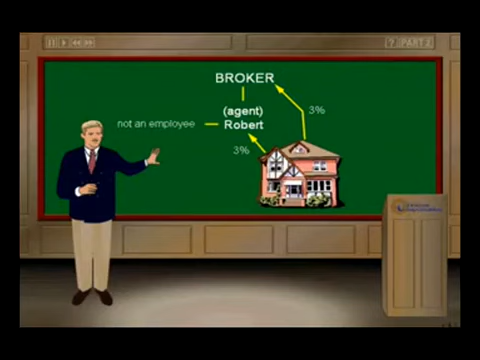 ? PART 2
BROKER
(agent)
3%
not an employee
Robert
3%